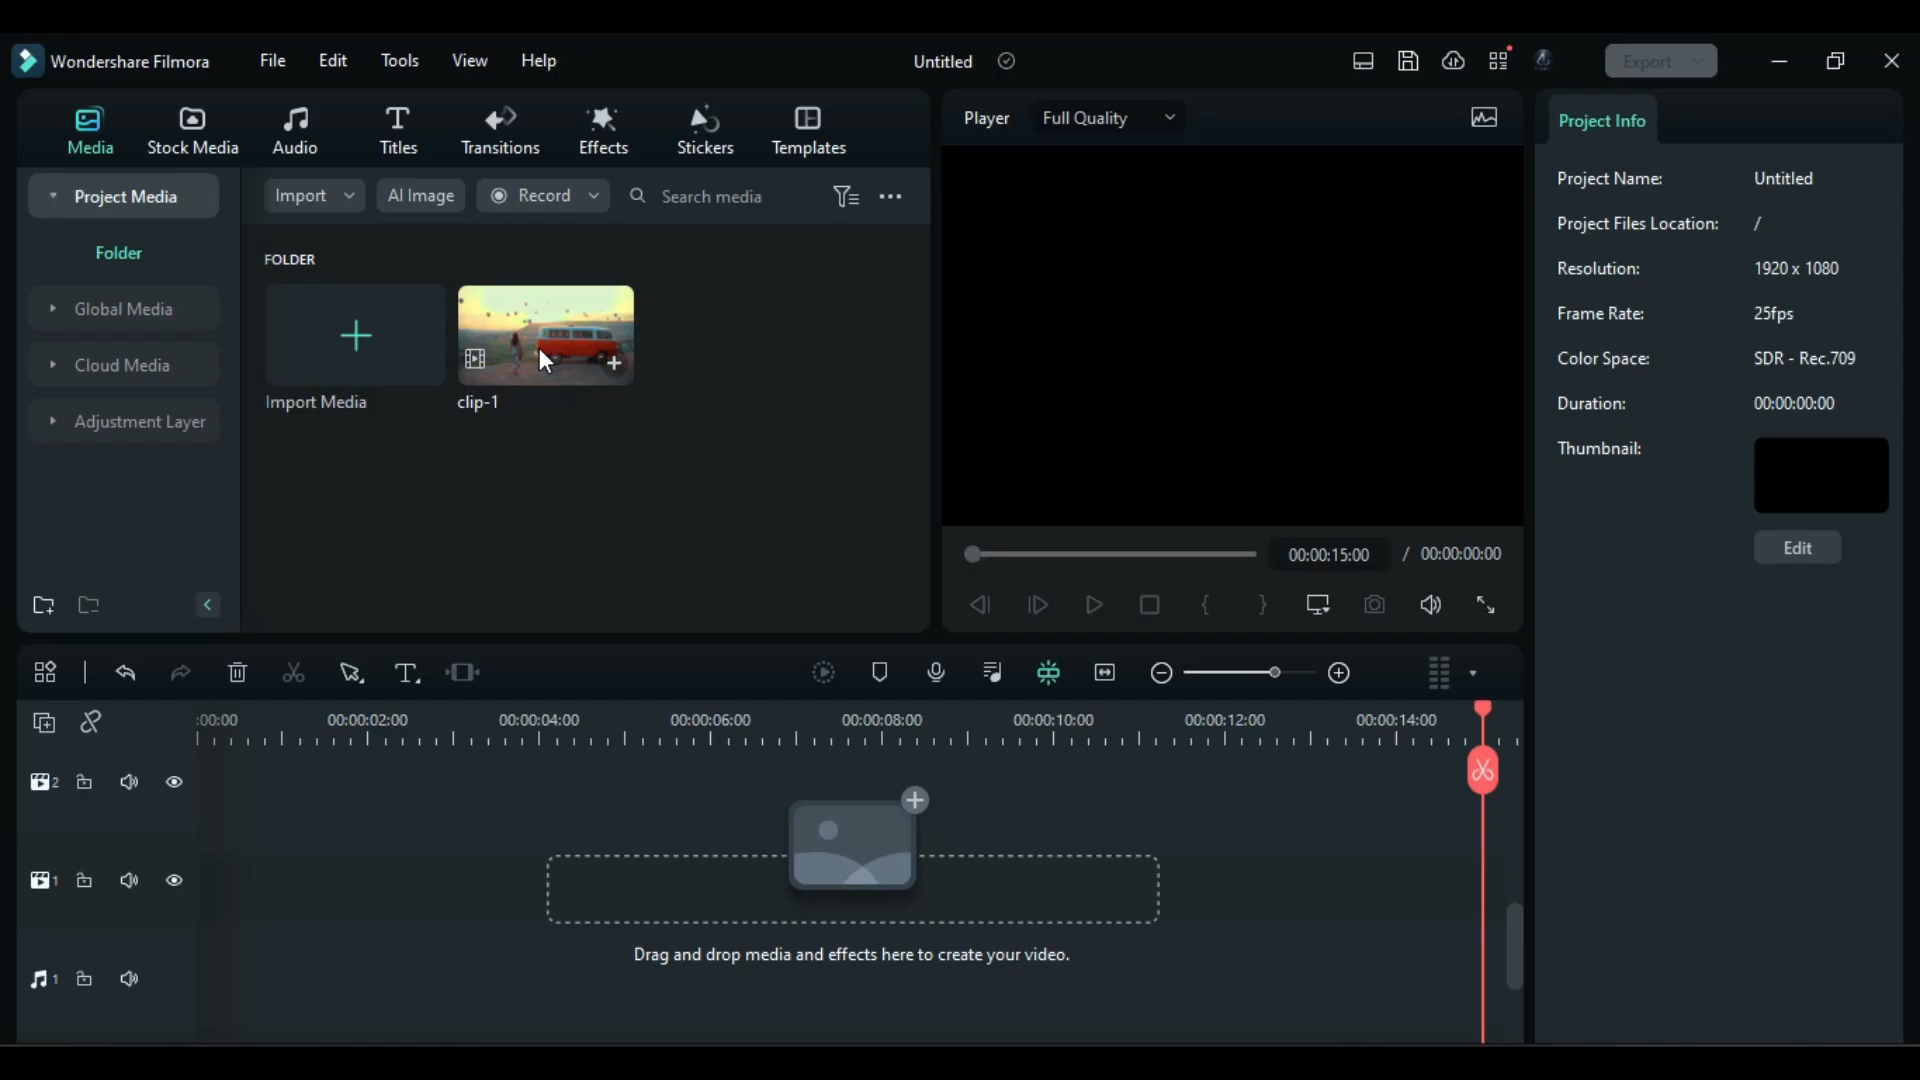 Wondershare Filmora File Edit Tools View Help Untitled Export
Media Stock Media Audio Titles Transitions Effects Stickers Templates
Player Full Quality
Project Info
Project Media
Folder
Global Media
Cloud Media
Adjustment Layer
Import AI Image Record Search media
FOLDER
Import Media clip-1
00:00:15:00 / 00:00:00:00
Project Name: Untitled
Project Files Location: /
Resolution: 1920 x 1080
Frame Rate: 25fps
Color Space: SDR - Rec.709
Duration: 00:00:00:00
Thumbnail:
Edit
:00:00 00:00:02:00 00:00:04:00 00:00:06:00 00:00:08:00 00:00:10:00 00:00:12:00 00:00:14:00
2
1
Drag and drop media and effects here to create your video.
1